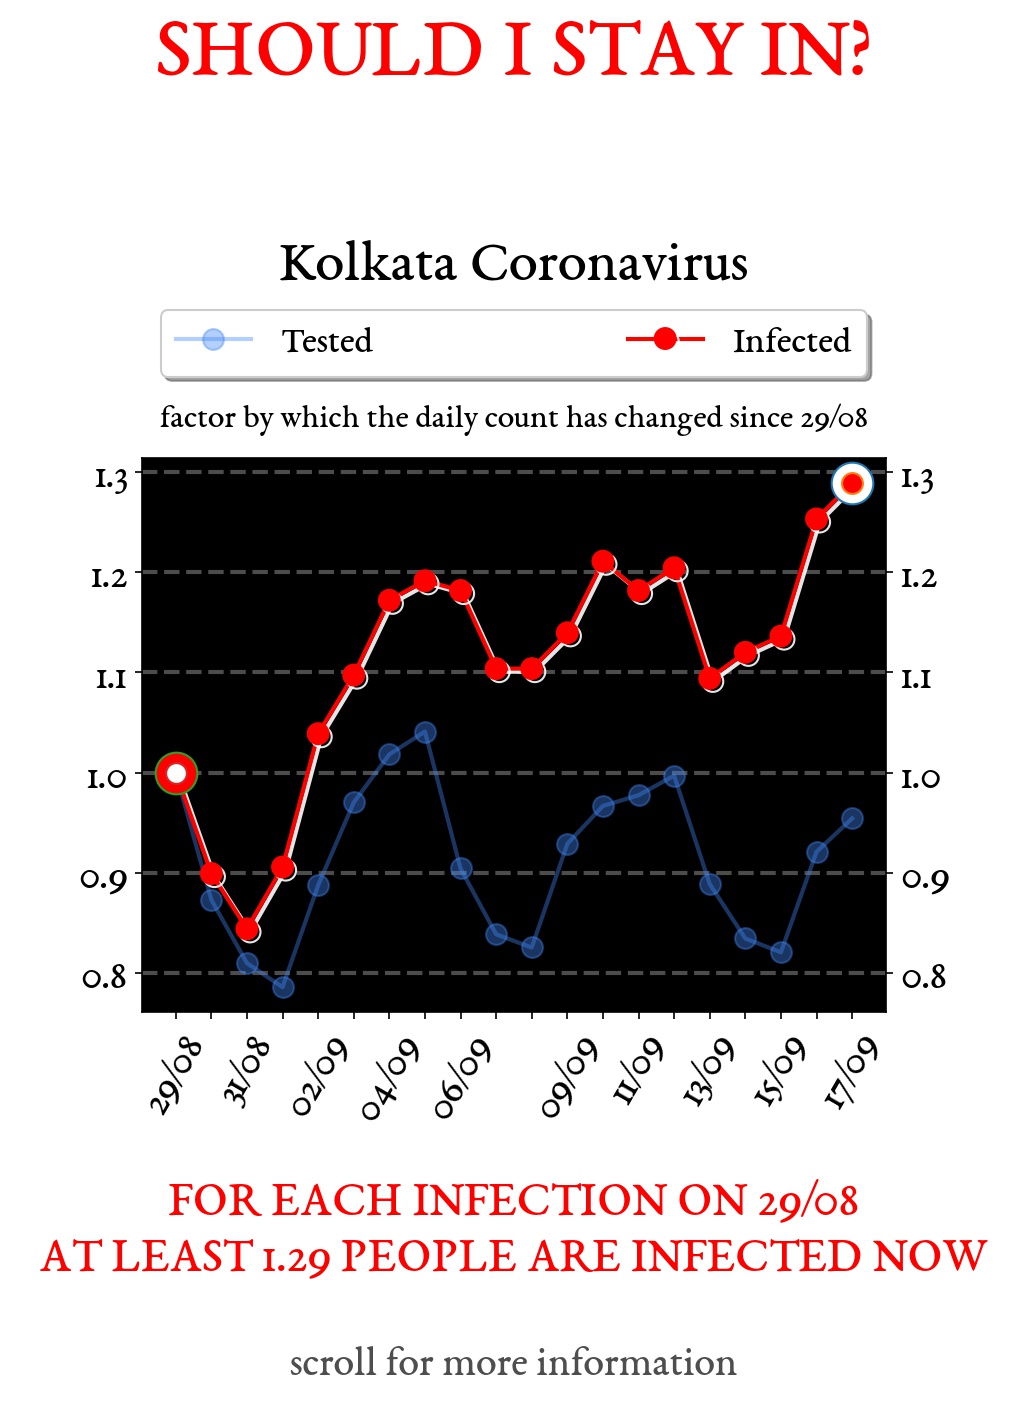 SHOULD I STAY IN?
Kolkata Coronavirus
Tested Infected
factor by which the daily count has changed since 29/08
1.3 1.3
1.2 1.2
1.1 1.1
1.0 1.0
0.9 0.9
0.8 0.8
29/08 31/08 02/09 04/09 06/09 09/09 11/09 13/09 15/09 17/09
FOR EACH INFECTION ON 29/08
AT LEAST 1.29 PEOPLE ARE INFECTED NOW
scroll for more information